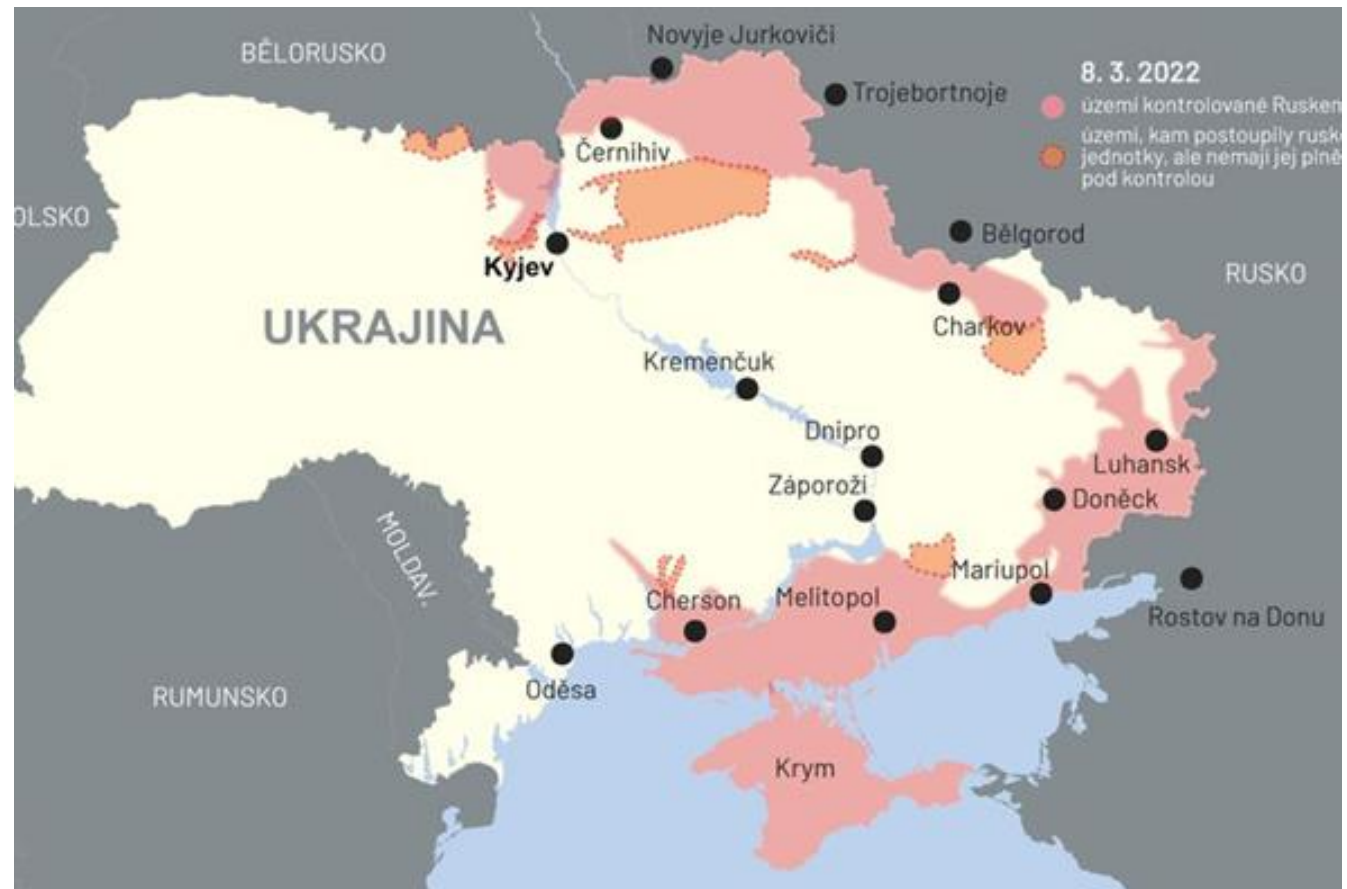 BĚLORUSKO
Novyje Jurkoviči
8. 3. 2022
území kontrolované Ruskem
Trojebortnoje
území, kam postoupily rusk
jednotky, ale nemají jej plně
pod kontrolou
Černihiv
OLSKO
Bělgorod
Kyjev
RUSKO
UKRAJINA
Charkov
Kremenčuk
Dnipro
Luhansk
Záporoží
Doněck
MOLDAV.
Mariupol
Cherson
Melitopol
Rostov na Donu
Oděsa
RUMUNSKO
Krym